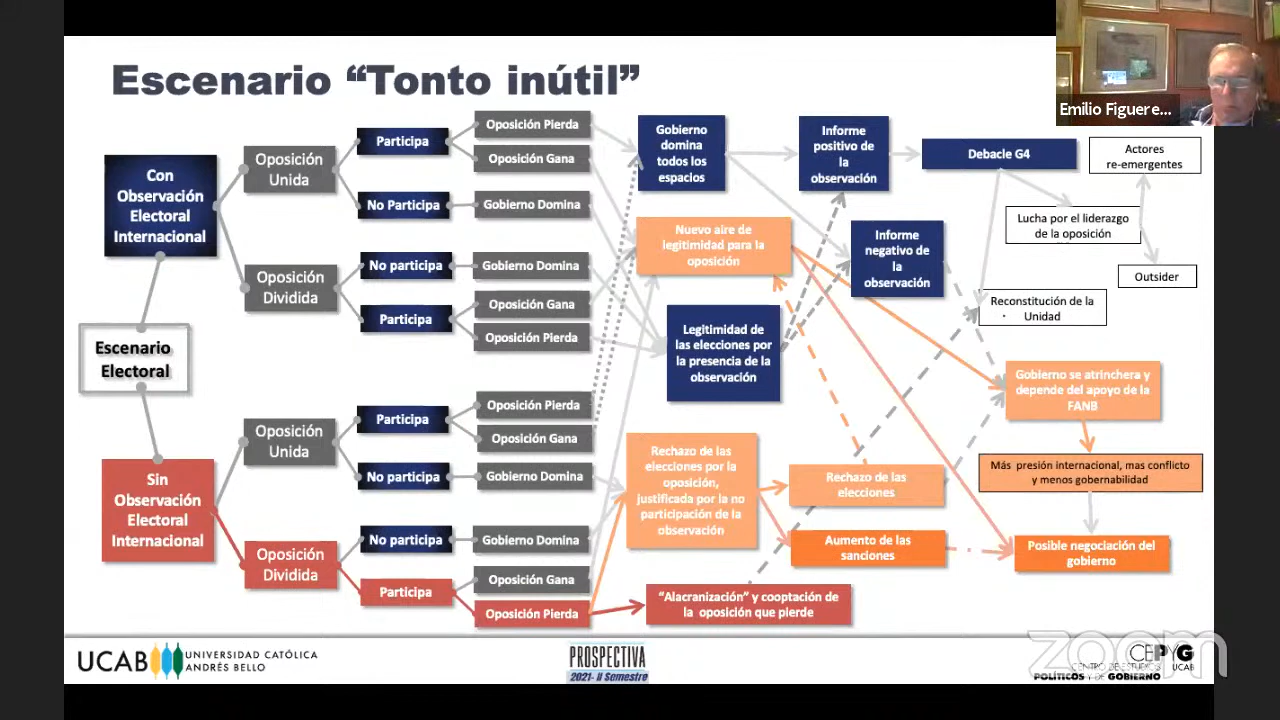 Escenario “Tonto inútil”
Emilio Figuere...
Escenario
Electoral
Con
Observación
Electoral
Internacional
Oposición
Unida
Participa
Oposición Pierda
Oposición Gana
No Participa
Gobierno Domina
Oposición
Dividida
No participa
Gobierno Domina
Participa
Oposición Gana
Oposición Pierda
Sin
Observación
Electoral
Internacional
Oposición
Unida
Participa
Oposición Pierda
Oposición Gana
No participa
Gobierno Domina
Oposición
Dividida
No participa
Gobierno Domina
Participa
Oposición Gana
Oposición Pierda
Gobierno
domina
todos los
espacios
Nuevo aire de
legitimidad para la
oposición
Legitimidad de
las elecciones por
la presencia de la
observación
Rechazo de las
elecciones por la
oposición,
justificada por la no
participación de la
observación
“Alacranización” y cooptación de
la oposición que pierde
Informe
positivo de
la
observación
Informe
negativo de
la
observación
Rechazo de las
elecciones
Aumento de las
sanciones
Debacle G4
Actores
re-emergentes
Lucha por el liderazgo
de la oposición
Outsider
Reconstitución de la
Unidad
Gobierno se atrinchera y
depende del apoyo de la
FANB
Más presión internacional, mas conflicto
y menos gobernabilidad
Posible negociación del
gobierno
UCAB
UNIVERSIDAD CATÓLICA
ANDRÉS BELLO
PROSPECTIVA
2021- II Semestre
CEPYG
CENTRO DE ESTUDIOS UCAB
POLÍTICOS Y DE GOBIERNO
zoom